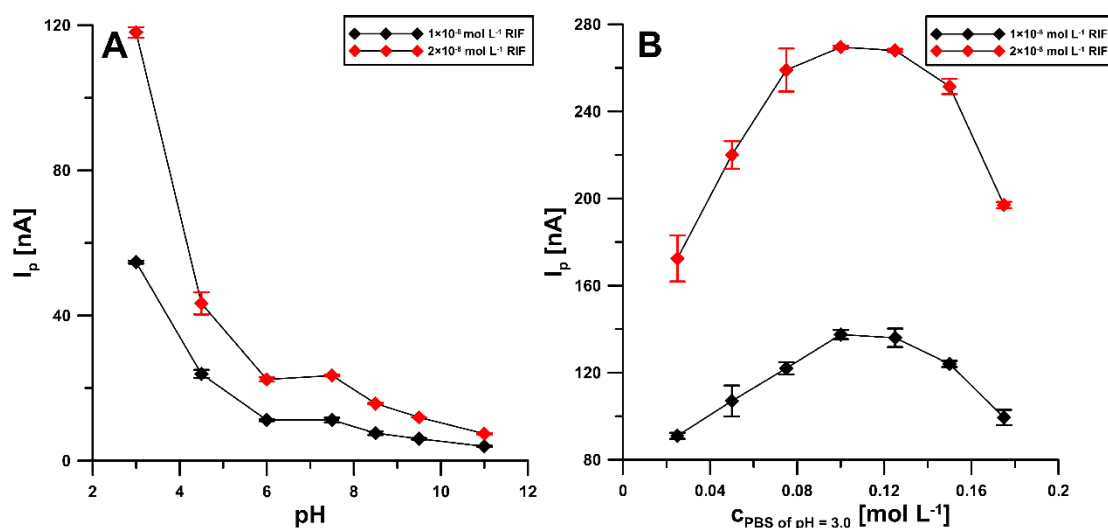 A
1×10⁻⁸ mol L⁻¹ RIF
2×10⁻⁸ mol L⁻¹ RIF
120
80
40
0
Iₚ [nA]
2 4 6 8 10 12
pH
B
1×10⁻⁸ mol L⁻¹ RIF
2×10⁻⁸ mol L⁻¹ RIF
280
240
200
160
120
80
Iₚ [nA]
0 0.04 0.08 0.12 0.16 0.2
c PBS of pH = 3.0 [mol L⁻¹]